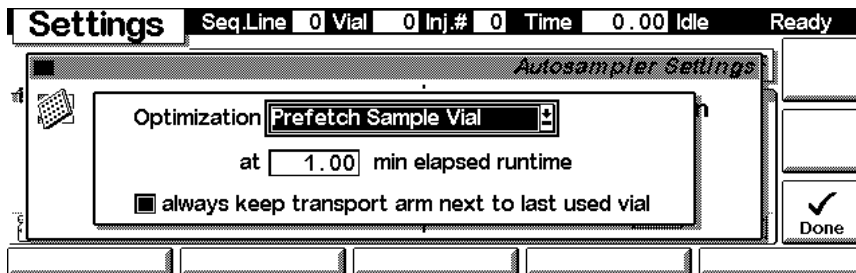 Settings Seq.Line 0 Vial 0 Inj.# 0 Time 0.00 Idle Ready
Autosampler Settings
Optimization Prefetch Sample Vial
at 1.00 min elapsed runtime
always keep transport arm next to last used vial
Done